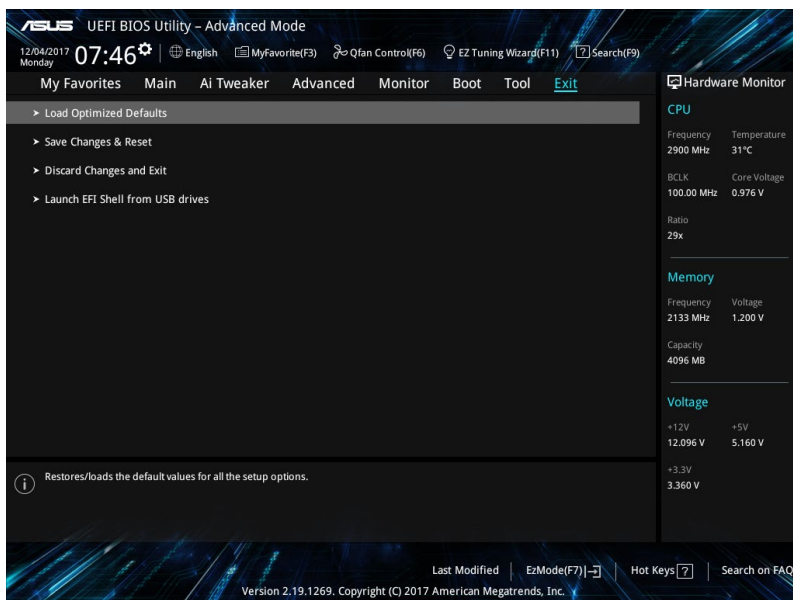 ASUS UEFI BIOS Utility – Advanced Mode
12/04/2017 Monday 07:46 English MyFavorite(F3) Qfan Control(F6) EZ Tuning Wizard(F11) ? Search(F9)
My Favorites Main Ai Tweaker Advanced Monitor Boot Tool Exit
Load Optimized Defaults
Save Changes & Reset
Discard Changes and Exit
Launch EFI Shell from USB drives
Hardware Monitor
CPU
Frequency Temperature
2900 MHz 31°C
BCLK Core Voltage
100.00 MHz 0.976 V
Ratio
29x
Memory
Frequency Voltage
2133 MHz 1.200 V
Capacity
4096 MB
Voltage
+12V +5V
12.096 V 5.160 V
+3.3V
3.360 V
i Restores/loads the default values for all the setup options.
Last Modified EzMode(F7) Hot Keys ? Search on FAQ
Version 2.19.1269. Copyright (C) 2017 American Megatrends, Inc.